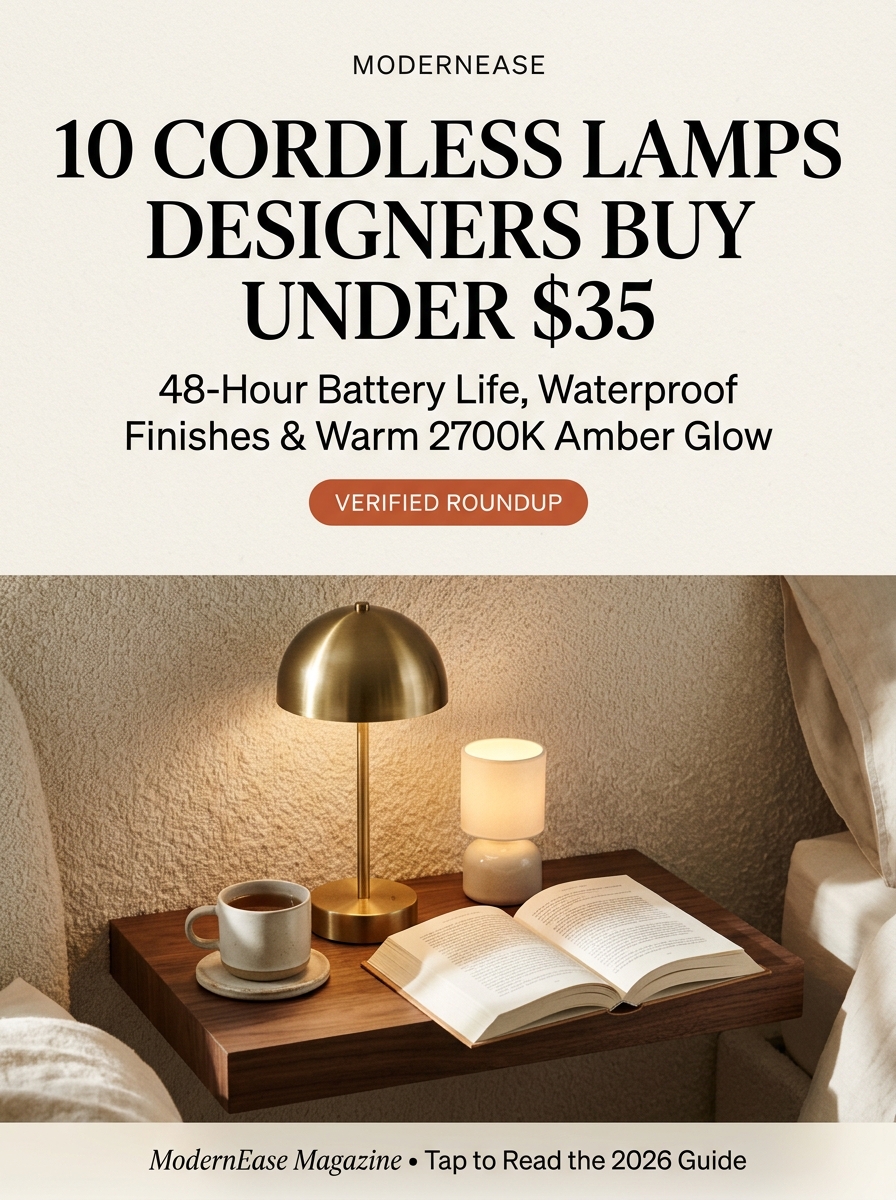 MODERNEASE
10 CORDLESS LAMPS
DESIGNERS BUY
UNDER $35
48-Hour Battery Life, Waterproof
Finishes & Warm 2700K Amber Glow
VERIFIED ROUNDUP
ModernEase Magazine • Tap to Read the 2026 Guide